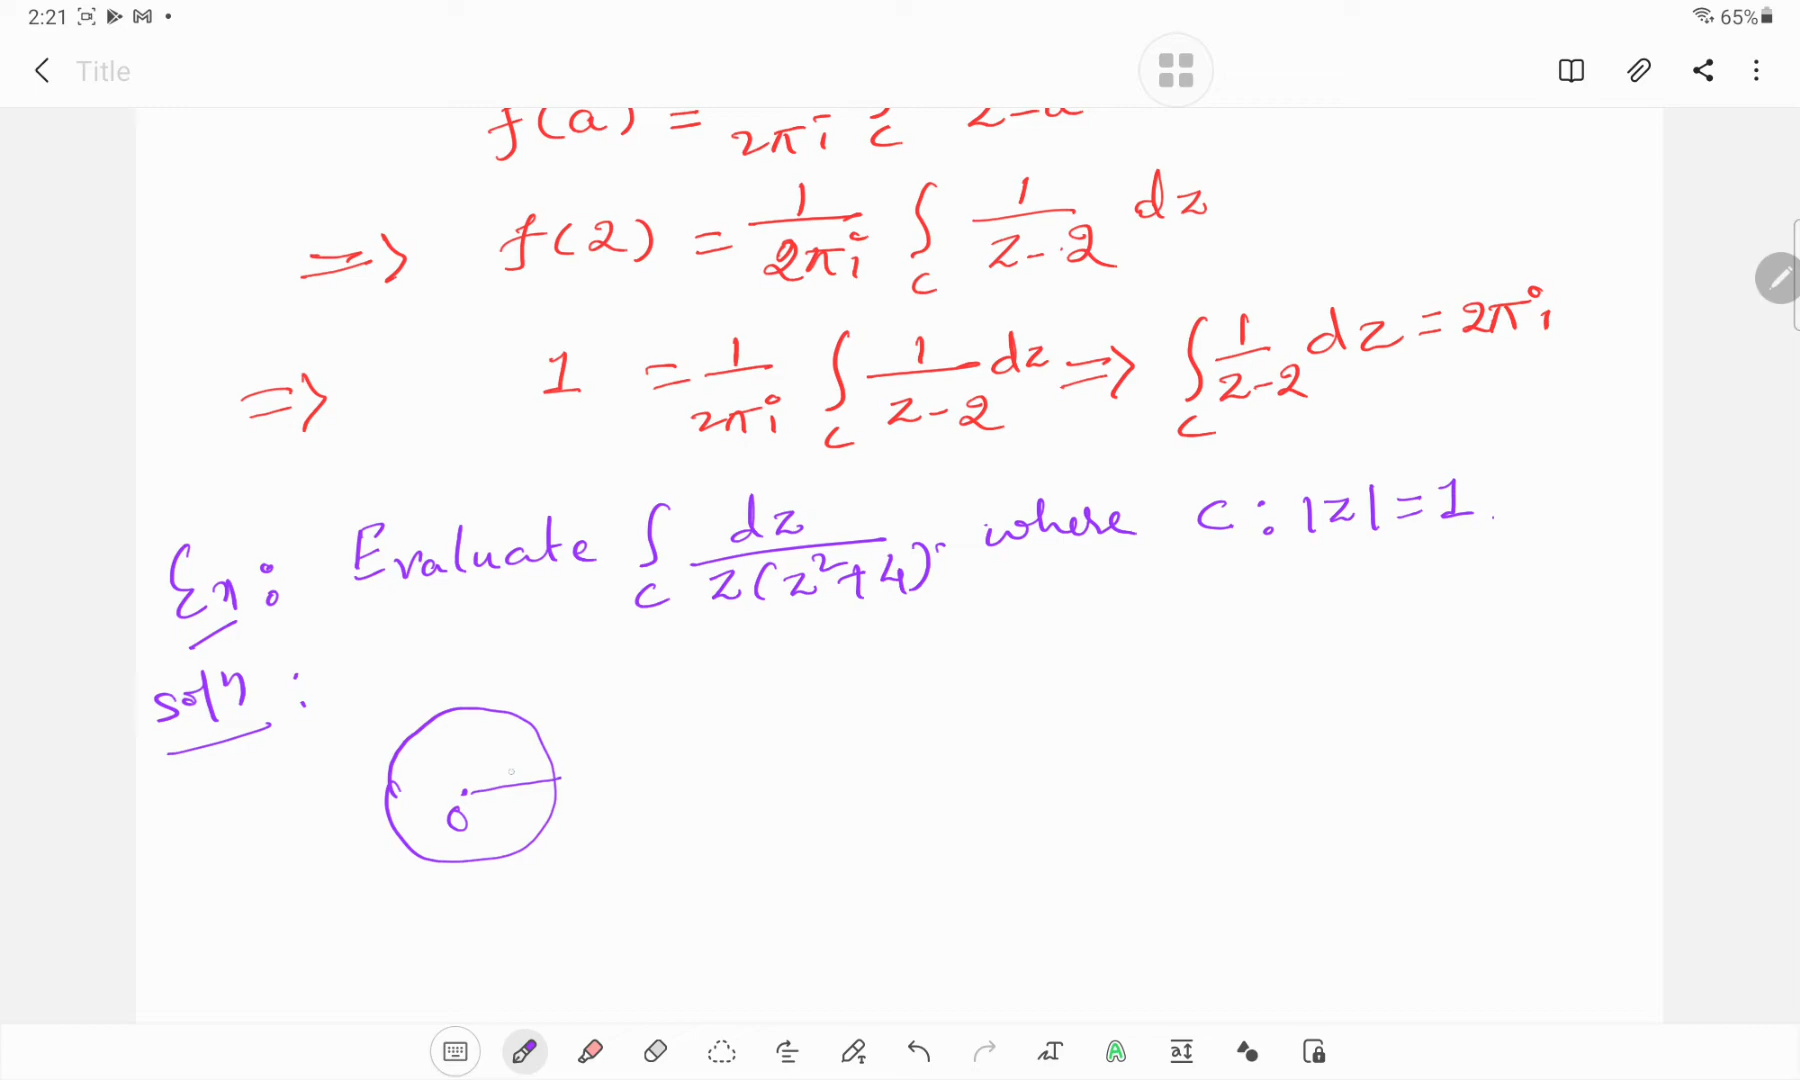 2:21 65%
Title
f(a) = 2πi c z-a
=> f(2) = 1/2πi ∫c 1/z-2 dz
=> 1 = 1/2πi ∫c 1/z-2 dz => ∫c 1/z-2 dz = 2πi
Ex: Evaluate ∫c dz/z(z²+4) where c: |z|=1.
soln:
0